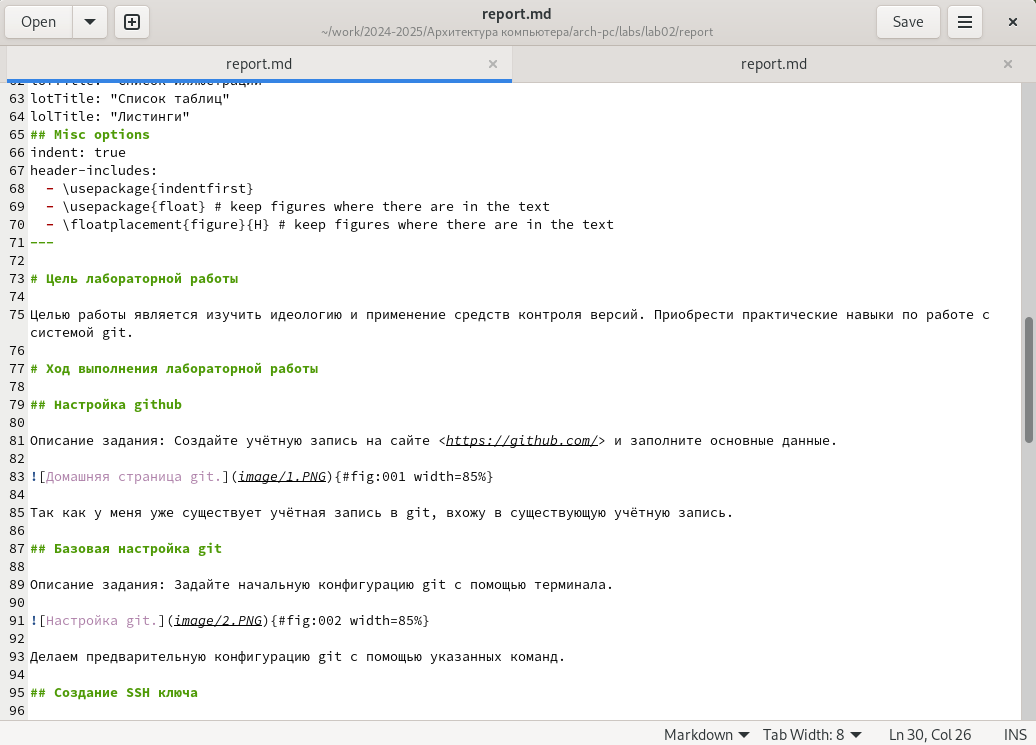 Open
report.md
~/work/2024-2025/Архитектура компьютера/arch-pc/labs/lab02/report
Save
report.md
report.md
63 lotTitle: "Список таблиц"
64 lolTitle: "Листинги"
65 ## Misc options
66 indent: true
67 header-includes:
68   - \usepackage{indentfirst}
69   - \usepackage{float} # keep figures where there are in the text
70   - \floatplacement{figure}{H} # keep figures where there are in the text
71 ---
72
73 # Цель лабораторной работы
74
75 Целью работы является изучить идеологию и применение средств контроля версий. Приобрести практические навыки по работе с
системой git.
76
77 # Ход выполнения лабораторной работы
78
79 ## Настройка github
80
81 Описание задания: Создайте учётную запись на сайте <https://github.com/> и заполните основные данные.
82
83 ![Домашняя страница git.](image/1.PNG){#fig:001 width=85%}
84
85 Так как у меня уже существует учётная запись в git, вхожу в существующую учётную запись.
86
87 ## Базовая настройка git
88
89 Описание задания: Задайте начальную конфигурацию git с помощью терминала.
90
91 ![Настройка git.](image/2.PNG){#fig:002 width=85%}
92
93 Делаем предварительную конфигурацию git с помощью указанных команд.
94
95 ## Создание SSH ключа
96
Markdown
Tab Width: 8
Ln 30, Col 26
INS